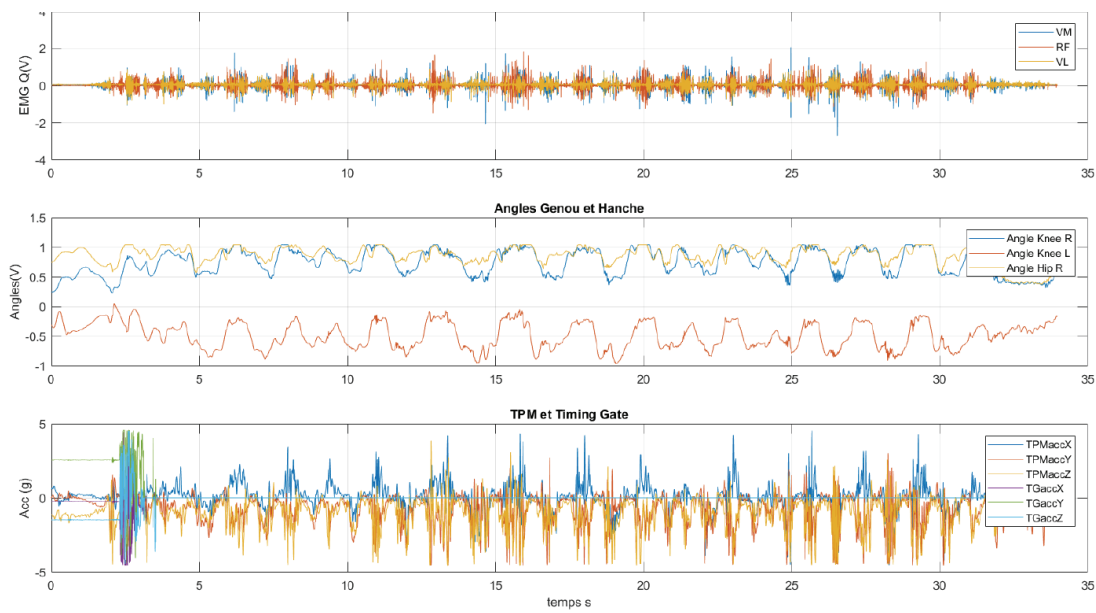 4
2
0
-2
-4
EMG Q(V)
VM
RF
VL
0 5 10 15 20 25 30 35
Angles Genou et Hanche
1.5
1
0.5
0
-0.5
-1
Angles(V)
Angle Knee R
Angle Knee L
Angle Hip R
0 5 10 15 20 25 30 35
TPM et Timing Gate
5
0
-5
Acc (g)
TPMaccX
TPMaccY
TPMaccZ
TGaccX
TGaccY
TGaccZ
0 5 10 15 20 25 30 35
temps s